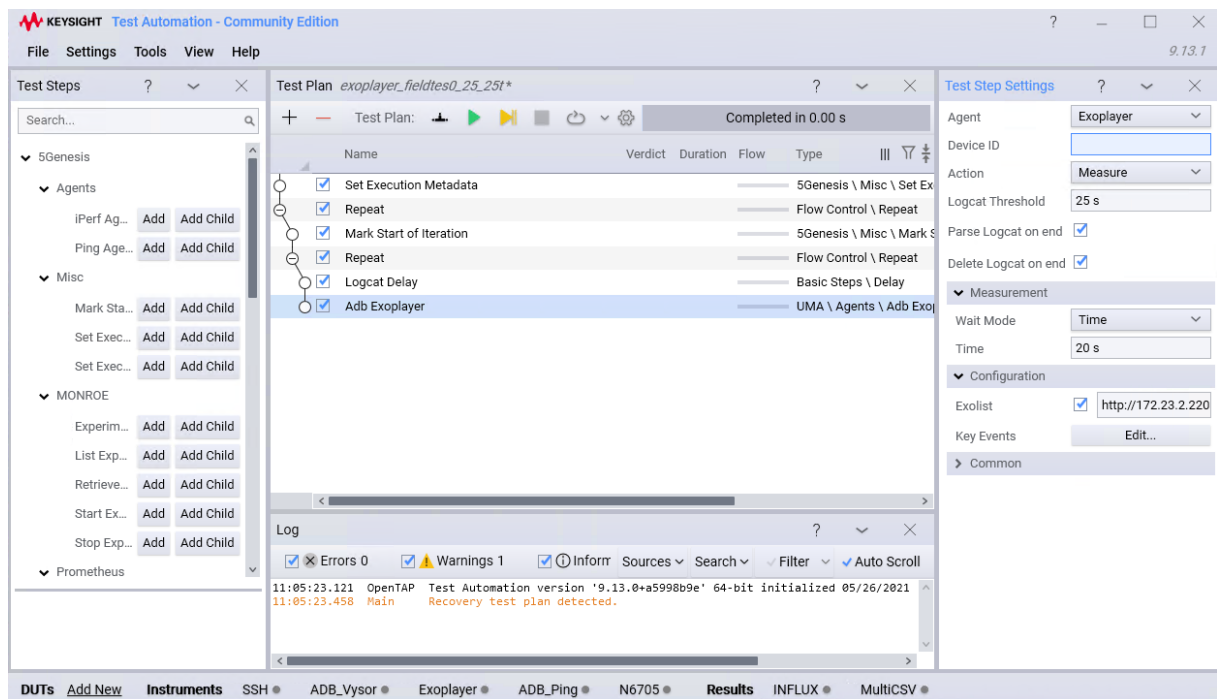 KEYSIGHT Test Automation - Community Edition ?
File Settings Tools View Help 9.13.1
Test Steps ?
Search...
5Genesis
Agents
iPerf Ag... Add Add Child
Ping Age... Add Add Child
Misc
Mark Sta... Add Add Child
Set Exec... Add Add Child
Set Exec... Add Add Child
MONROE
Experim... Add Add Child
List Exp... Add Add Child
Retrieve... Add Add Child
Start Ex... Add Add Child
Stop Exp... Add Add Child
Prometheus
Test Plan exoplayer_fieldtes0_25_25t* ?
Test Plan: Completed in 0.00 s
Name Verdict Duration Flow Type
Set Execution Metadata 5Genesis \ Misc \ Set Ex
Repeat Flow Control \ Repeat
Mark Start of Iteration 5Genesis \ Misc \ Mark S
Repeat Flow Control \ Repeat
Logcat Delay Basic Steps \ Delay
Adb Exoplayer UMA \ Agents \ Adb Exop
Log ?
Errors 0 Warnings 1 Inform Sources Search Filter Auto Scroll
11:05:23.121 OpenTAP Test Automation version '9.13.0+a5998b9e' 64-bit initialized 05/26/2021
11:05:23.458 Main Recovery test plan detected.
Test Step Settings ?
Agent Exoplayer
Device ID
Action Measure
Logcat Threshold 25 s
Parse Logcat on end
Delete Logcat on end
Measurement
Wait Mode Time
Time 20 s
Configuration
Exolist http://172.23.2.220
Key Events Edit...
Common
DUTs Add New Instruments SSH ADB_Vysor Exoplayer ADB_Ping N6705 Results INFLUX MultiCSV